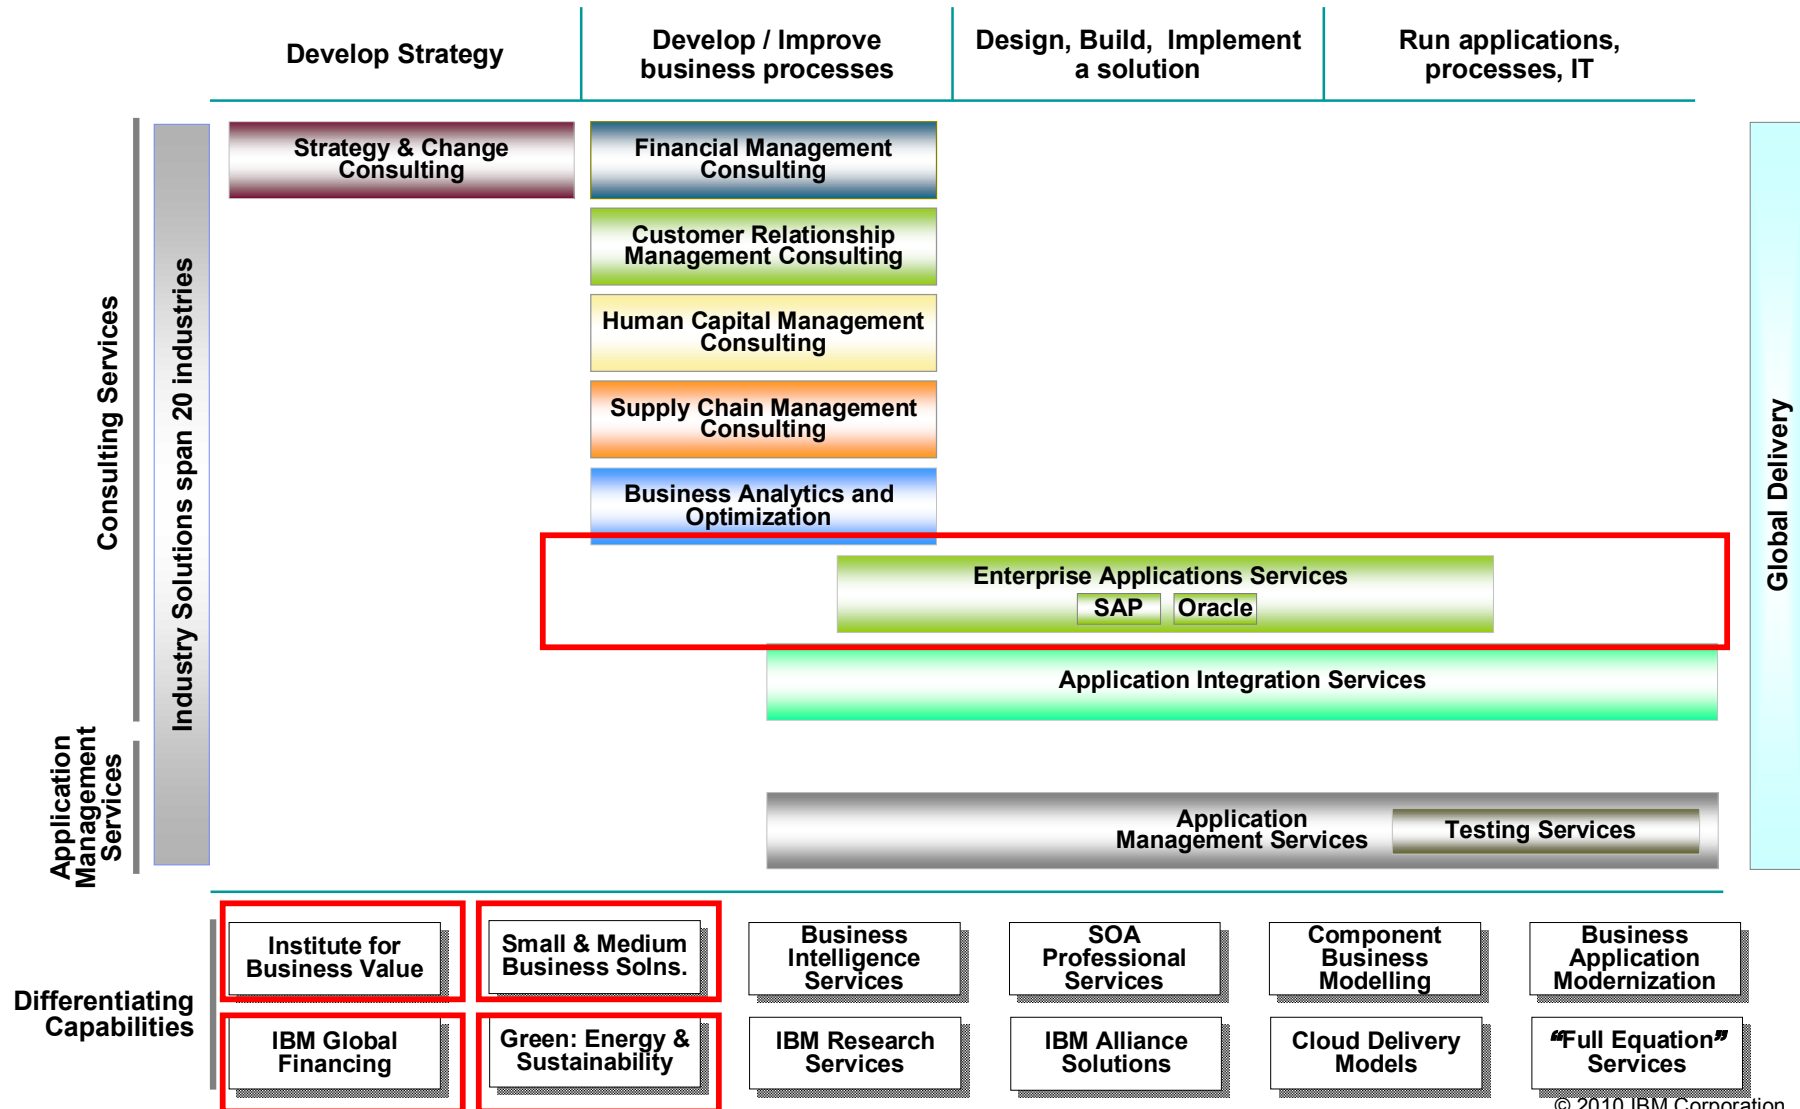 Develop Strategy
Develop / Improve
business processes
Design, Build, Implement
a solution
Run applications,
processes, IT
Consulting Services
Industry Solutions span 20 industries
Strategy & Change
Consulting
Financial Management
Consulting
Customer Relationship
Management Consulting
Human Capital Management
Consulting
Supply Chain Management
Consulting
Business Analytics and
Optimization
Enterprise Applications Services
SAP
Oracle
Application Integration Services
Global Delivery
Application
Management
Services
Application
Management Services
Testing Services
Differentiating
Capabilities
Institute for
Business Value
Small & Medium
Business Solns.
Business
Intelligence
Services
SOA
Professional
Services
Component
Business
Modelling
Business
Application
Modernization
IBM Global
Financing
Green: Energy &
Sustainability
IBM Research
Services
IBM Alliance
Solutions
Cloud Delivery
Models
“Full Equation”
Services
© 2010 IBM Corporation